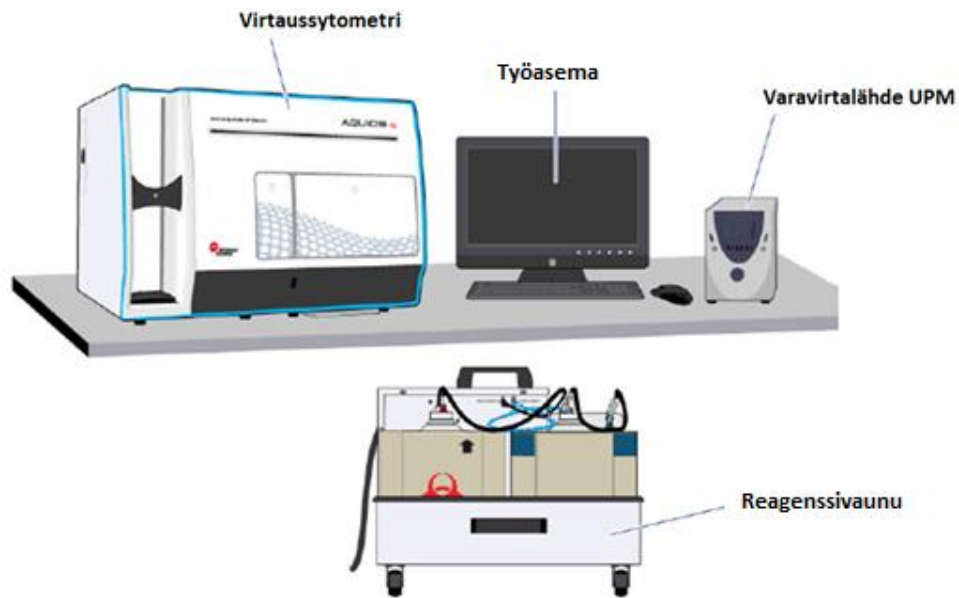 Virtaussytometri
Työasema
Varavirtalähde UPM
AQUIOS
Reagenssivaunu